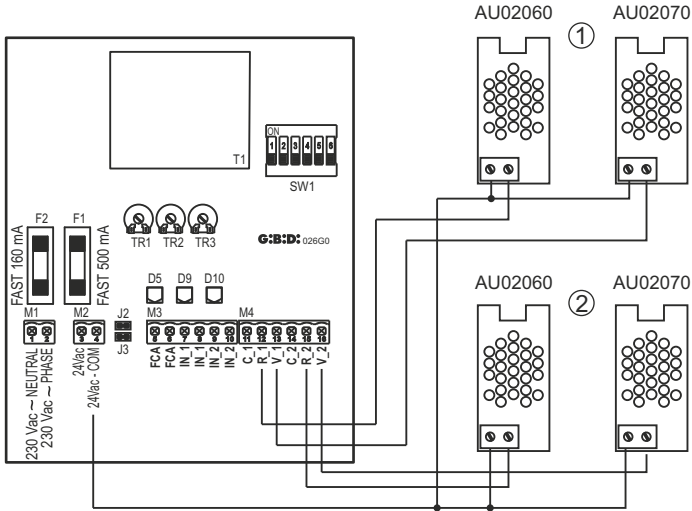 AU02060
AU02070
1
T1
ON
1 2 3 4 5 6
SW1
F2
F1
FAST 160 mA
FAST 500 mA
TR1
TR2
TR3
G:B:D: 026G0
D5
D9
D10
M1
M2
J2
J3
M3
M4
1 2
3 4
5 6 7 8 9 10
11 12 13 14 15 16
230 Vac ~ NEUTRAL
230 Vac ~ PHASE
24Vac
24Vac - COM
FCA
FCA
IN_1
IN_1
IN_2
IN_2
C_1
R_1
V_1
C_2
R_2
V_2
AU02060
AU02070
2